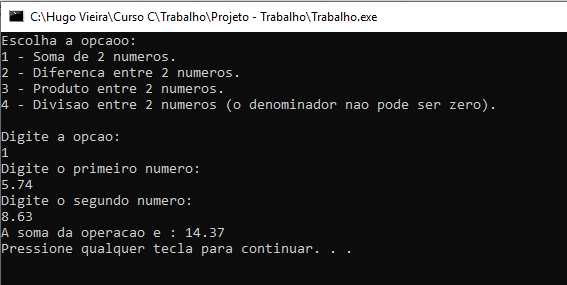 C:\Hugo Vieira\Curso C\Trabalho\Projeto - Trabalho\Trabalho.exe
Escolha a opcaoo:
1 - Soma de 2 numeros.
2 - Diferenca entre 2 numeros.
3 - Produto entre 2 numeros.
4 - Divisao entre 2 numeros (o denominador nao pode ser zero).
Digite a opcao:
1
Digite o primeiro numero:
5.74
Digite o segundo numero:
8.63
A soma da operacao e : 14.37
Pressione qualquer tecla para continuar. . .